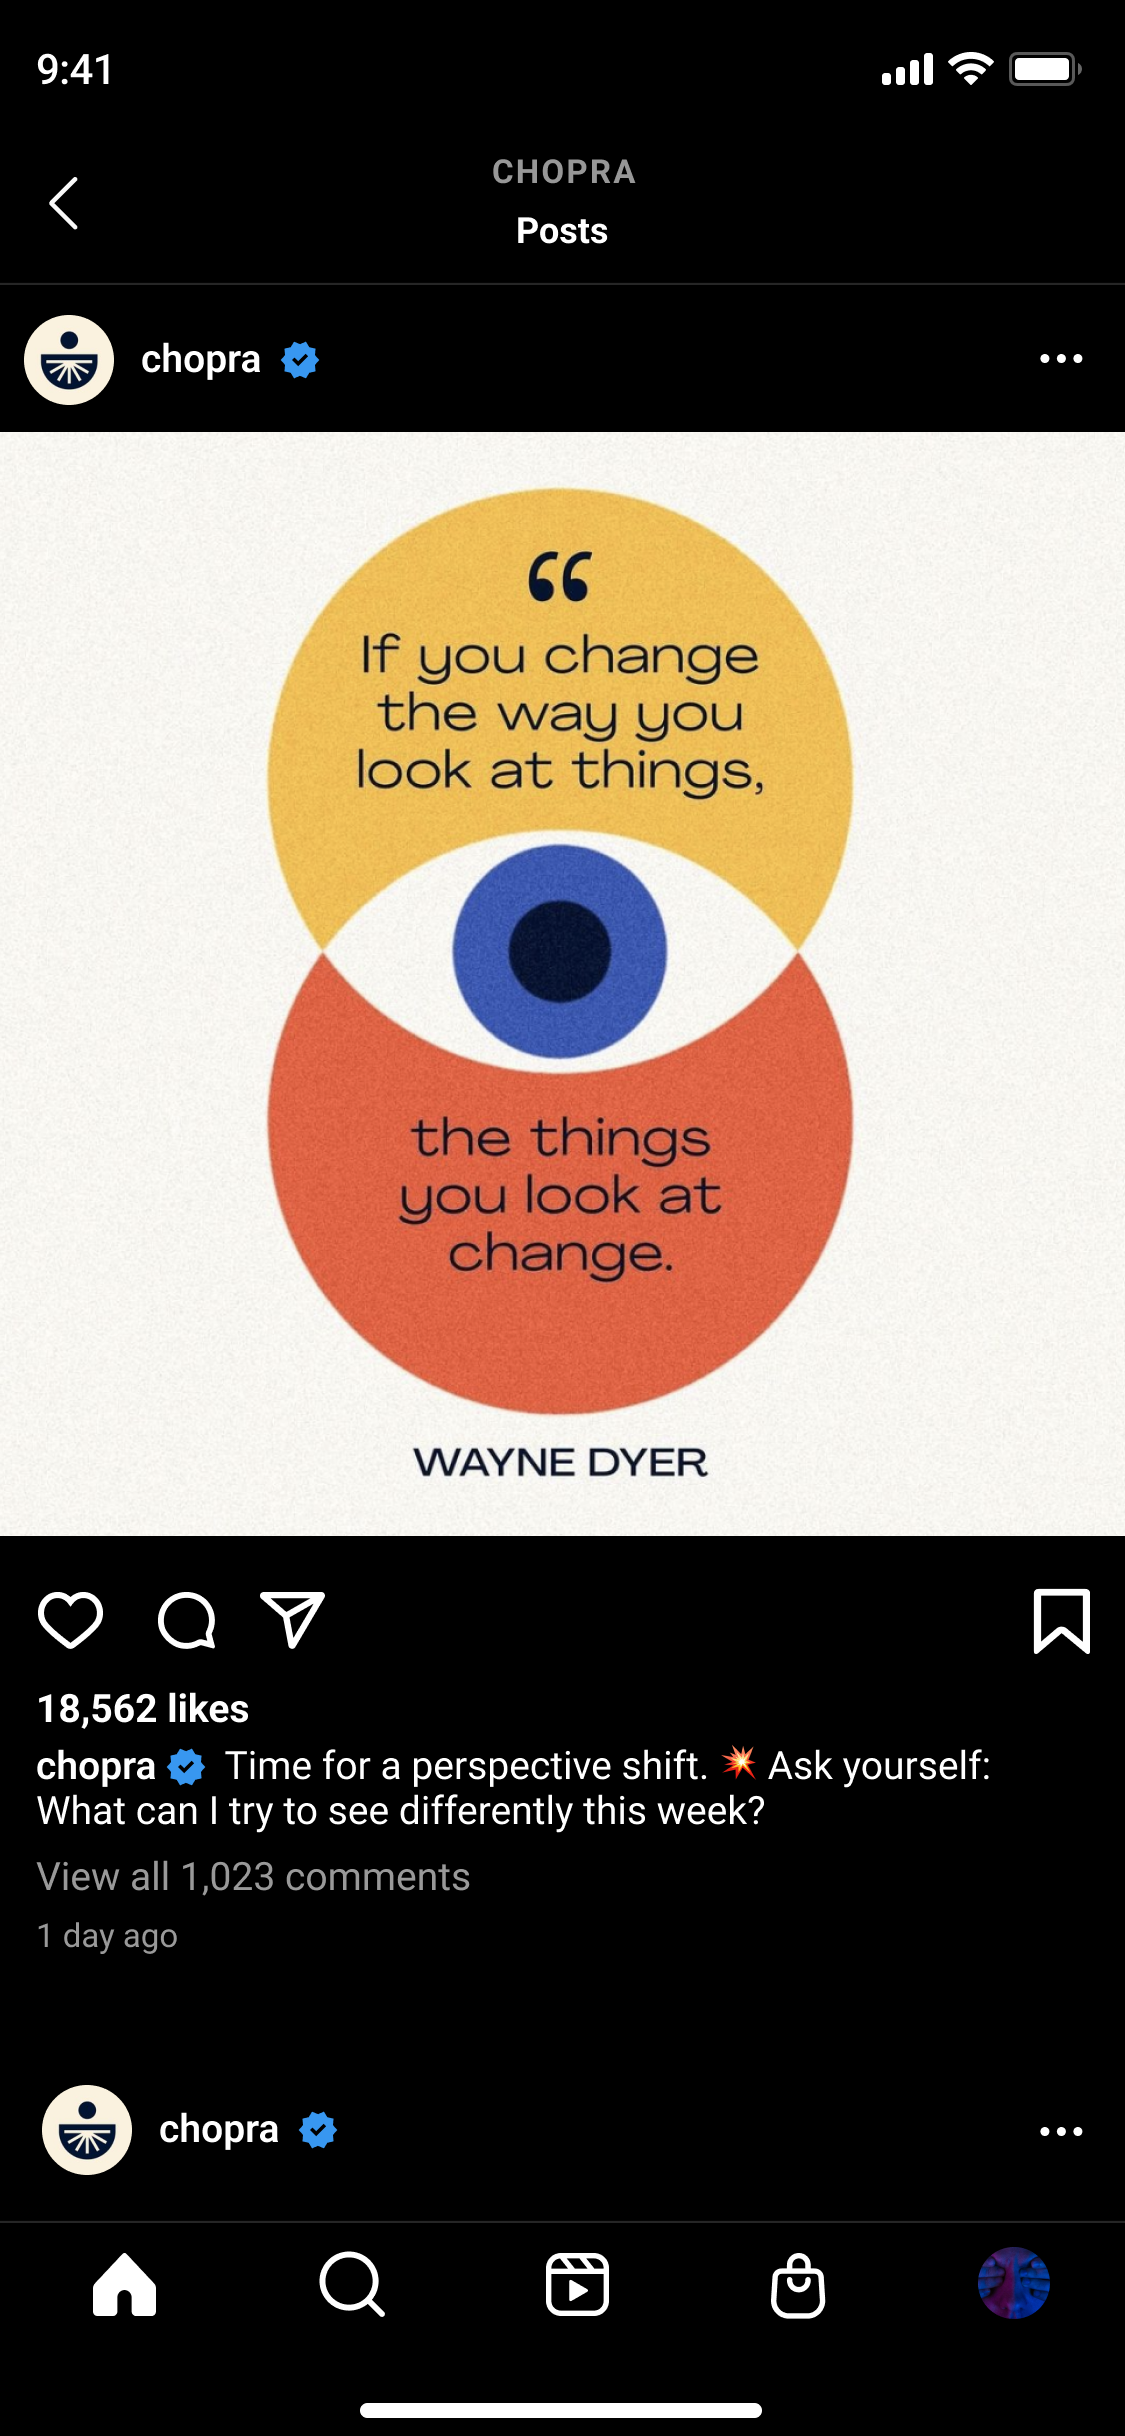 9:41
CHOPRA
Posts
chopra
“
If you change
the way you
look at things,
the things
you look at
change.
WAYNE DYER
18,562 likes
chopra Time for a perspective shift. 💥 Ask yourself:
What can I try to see differently this week?
View all 1,023 comments
1 day ago
chopra